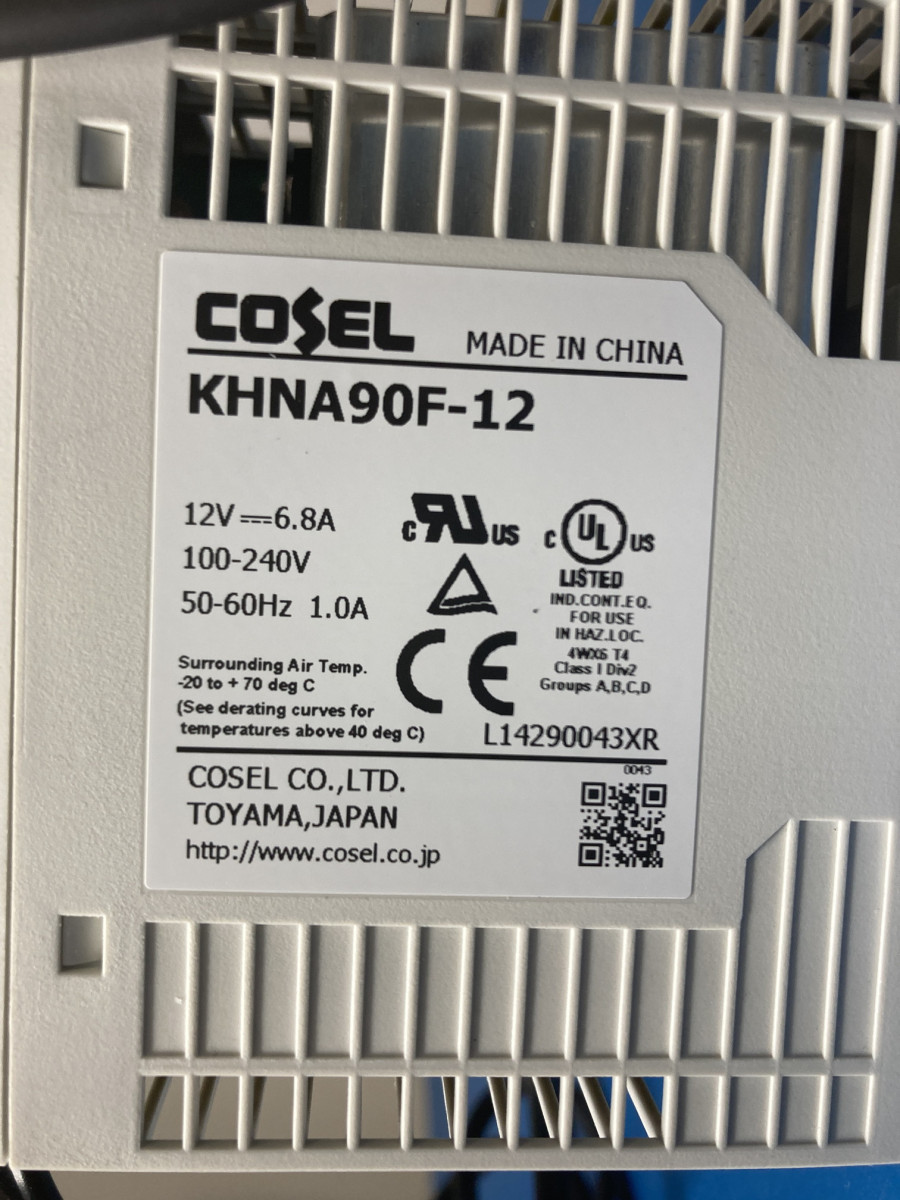 COSEL MADE IN CHINA
KHNA90F-12
12V⎓6.8A
100-240V
50-60Hz 1.0A
c RU US
c UL US
LISTED
IND.CONT.EQ.
FOR USE
IN HAZ.LOC.
4WX6 T4
Class I Div2
Groups A,B,C,D
CE
Surrounding Air Temp.
-20 to + 70 deg C
(See derating curves for
temperatures above 40 deg C)
L14290043XR
0043
COSEL CO.,LTD.
TOYAMA,JAPAN
http://www.cosel.co.jp